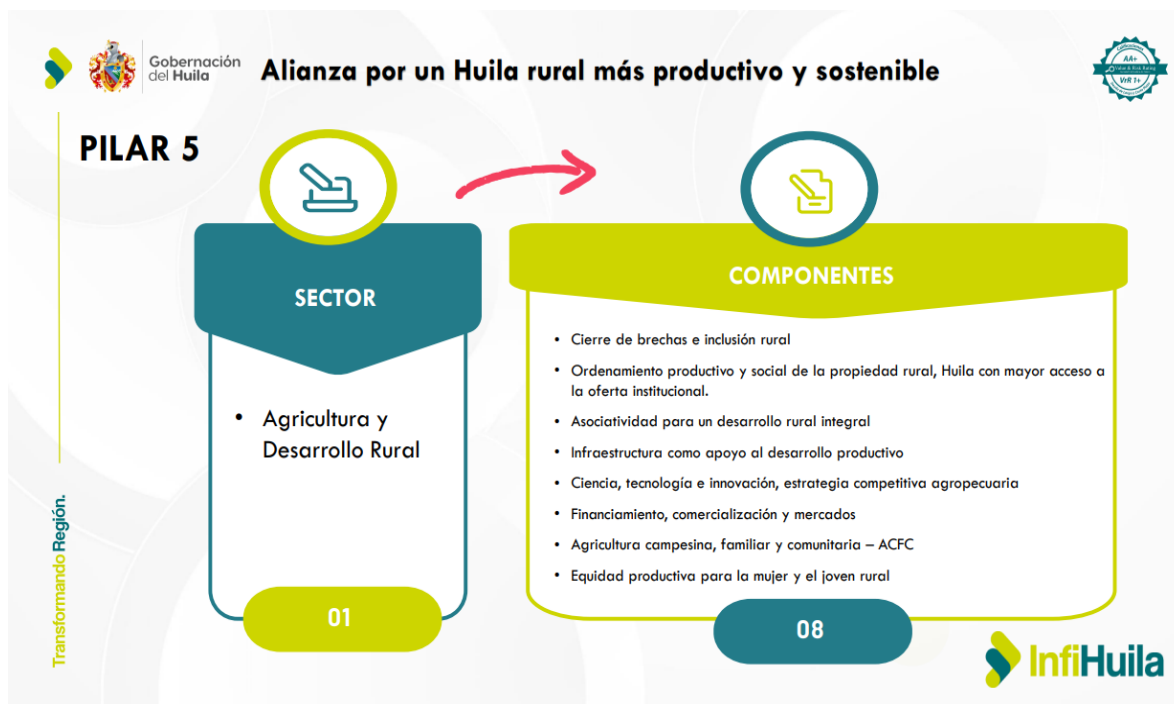 Gobernación
del Huila
Alianza por un Huila rural más productivo y sostenible
AA+
Value & Risk Rating
VrR 1+
PILAR 5
SECTOR
• Agricultura y
Desarrollo Rural
01
COMPONENTES
• Cierre de brechas e inclusión rural
• Ordenamiento productivo y social de la propiedad rural, Huila con mayor acceso a
la oferta institucional.
• Asociatividad para un desarrollo rural integral
• Infraestructura como apoyo al desarrollo productivo
• Ciencia, tecnología e innovación, estrategia competitiva agropecuaria
• Financiamiento, comercialización y mercados
• Agricultura campesina, familiar y comunitaria – ACFC
• Equidad productiva para la mujer y el joven rural
08
Transformando Región.
InfiHuila